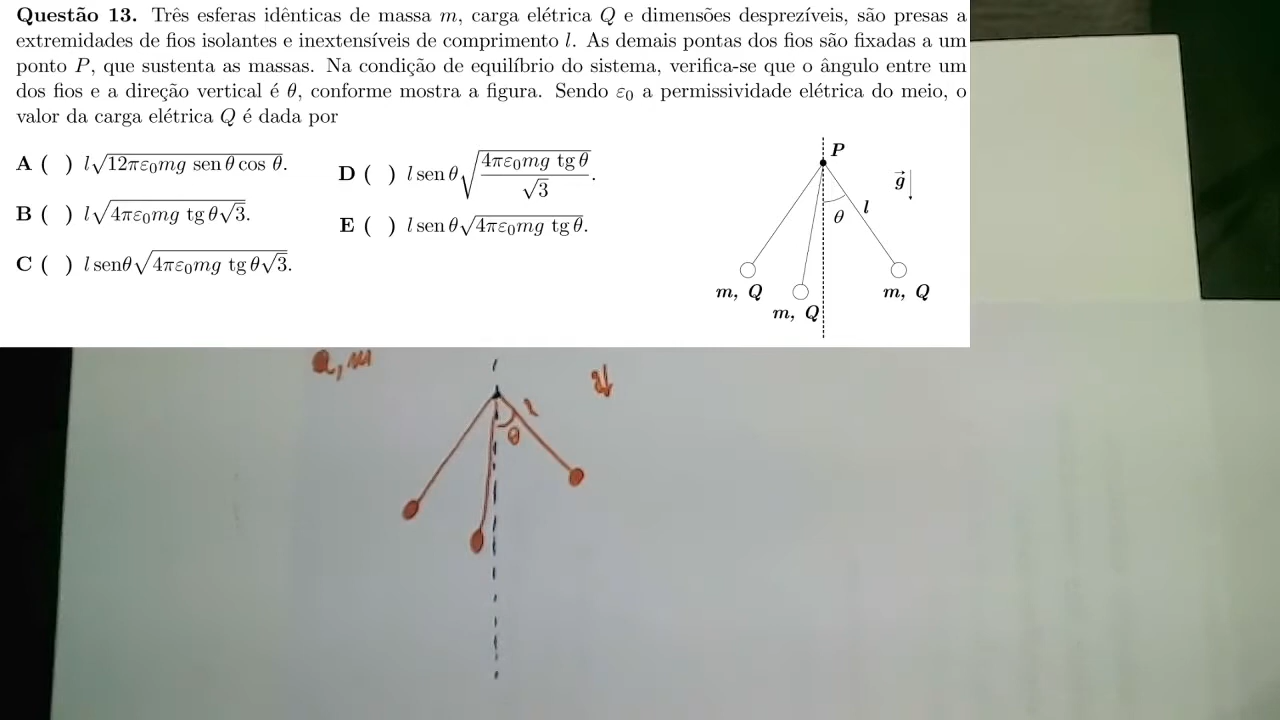 Questão 13. Três esferas idênticas de massa m, carga elétrica Q e dimensões desprezíveis, são presas a
extremidades de fios isolantes e inextensíveis de comprimento l. As demais pontas dos fios são fixadas a um
ponto P, que sustenta as massas. Na condição de equilíbrio do sistema, verifica-se que o ângulo entre um
dos fios e a direção vertical é θ, conforme mostra a figura. Sendo ε₀ a permissividade elétrica do meio, o
valor da carga elétrica Q é dada por
A ( ) l√(12πε₀mg sen θ cos θ).
B ( ) l√(4πε₀mg tg θ√3).
C ( ) l senθ√(4πε₀mg tg θ√3).
D ( ) l sen θ√(4πε₀mg tg θ/√3).
E ( ) l sen θ√(4πε₀mg tg θ).
P
g
θ
l
m, Q
m, Q
m, Q
Q, m
g
l
θ